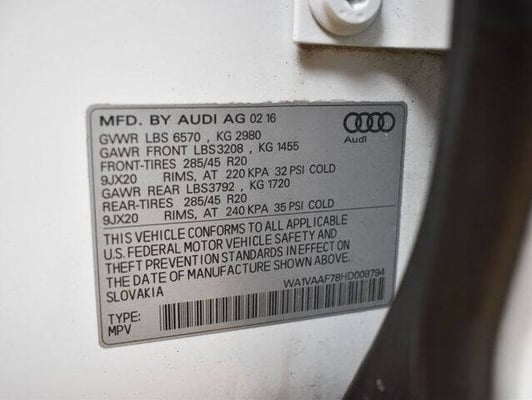 MFD. BY AUDI AG 02 16
GVWR LBS 6570 , KG 2980
GAWR FRONT LBS3208 , KG 1455
FRONT-TIRES 285/45 R20
9JX20 RIMS, AT 220 KPA 32 PSI COLD
GAWR REAR LBS3792 , KG 1720
REAR-TIRES 285/45 R20
9JX20 RIMS, AT 240 KPA 35 PSI COLD
Audi
THIS VEHICLE CONFORMS TO ALL APPLICABLE
U.S. FEDERAL MOTOR VEHICLE SAFETY AND
THEFT PREVENTION STANDARDS IN EFFECT ON
THE DATE OF MANUFACTURE SHOWN ABOVE.
SLOVAKIA
WA1VAAF78HD008794
TYPE:
MPV